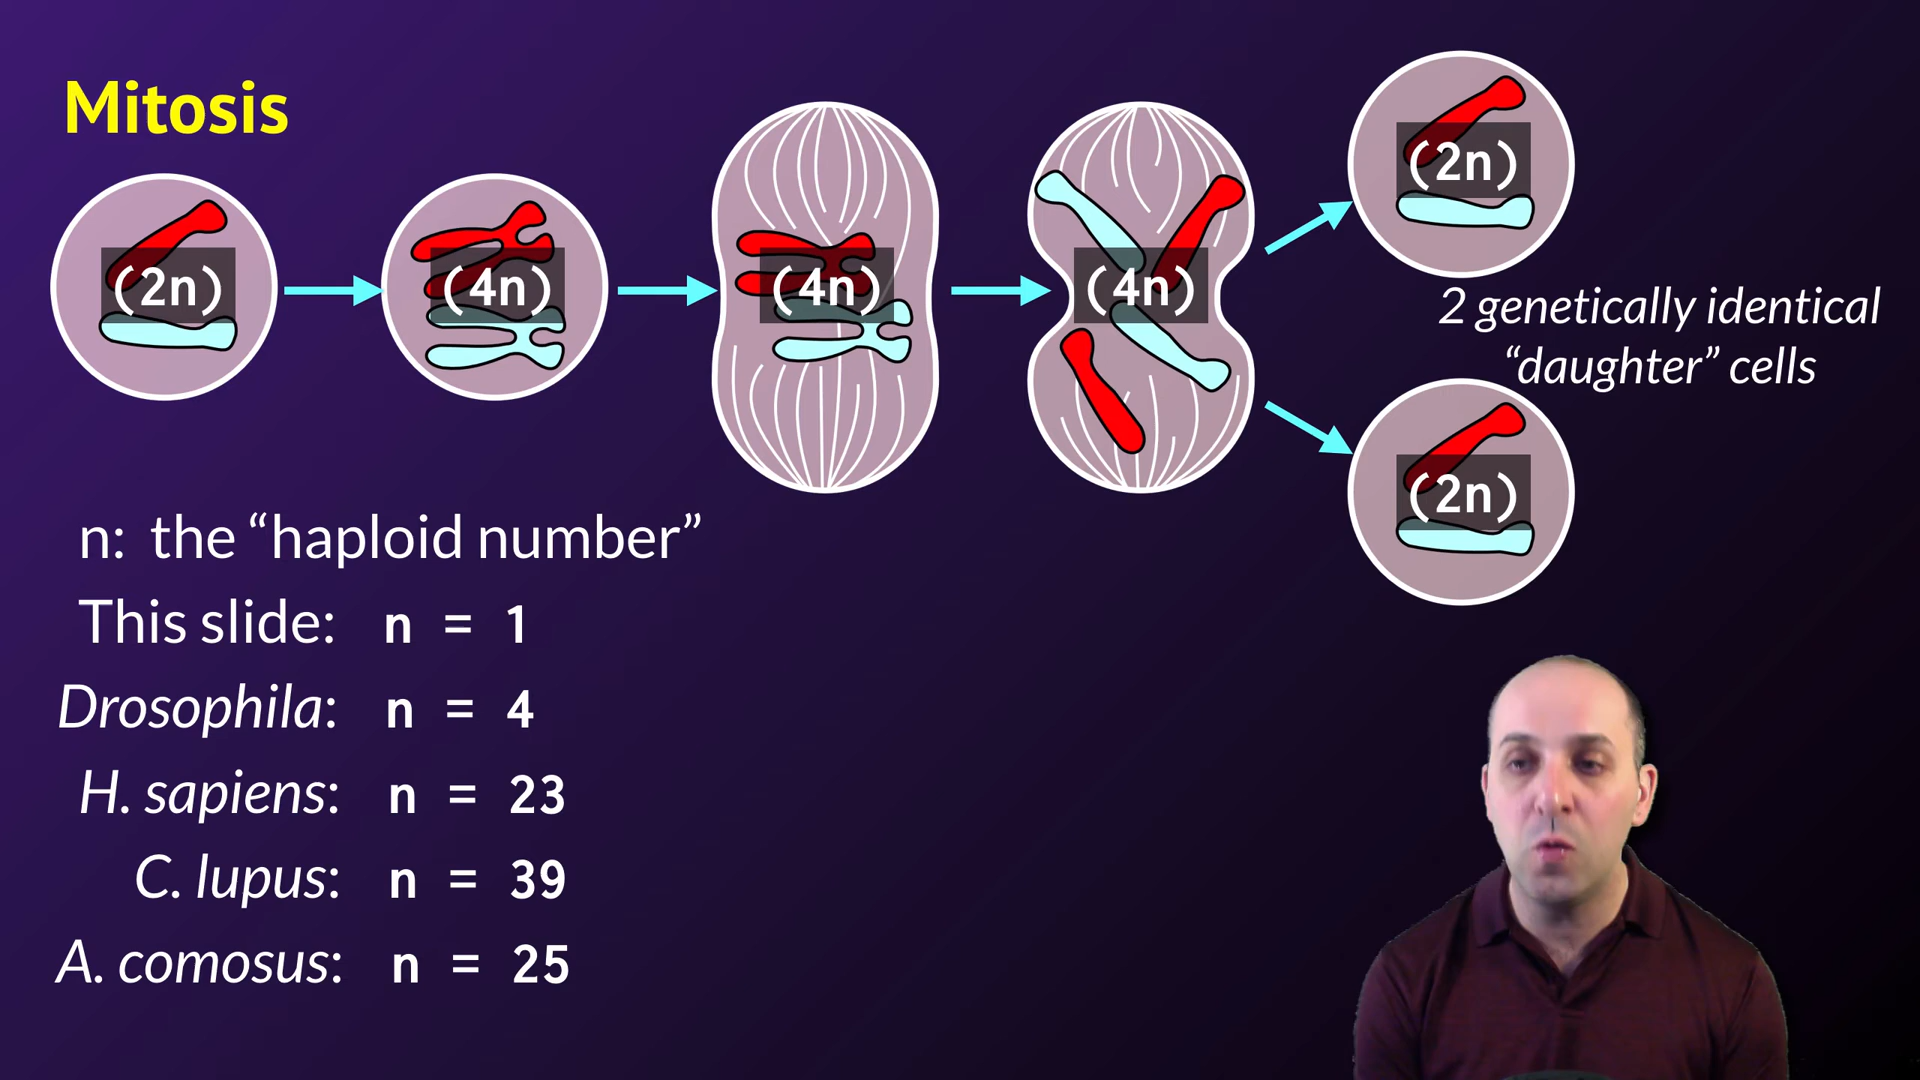 Mitosis
(2n)
(4n)
(4n)
(4n)
(2n)
2 genetically identical
“daughter” cells
(2n)
n: the “haploid number”
This slide: n = 1
Drosophila: n = 4
H. sapiens: n = 23
C. lupus: n = 39
A. comosus: n = 25